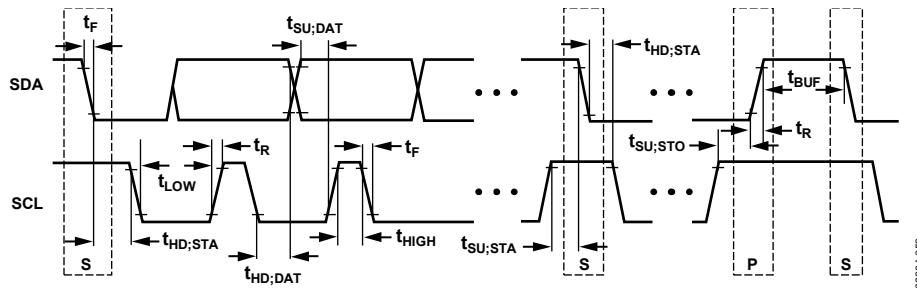 tF
tSU;DAT
tHD;STA
SDA
tBUF
tR
tF
tSU;STO
tR
tLOW
SCL
tHD;STA
tHD;DAT
tHIGH
tSU;STA
S
S
P
S